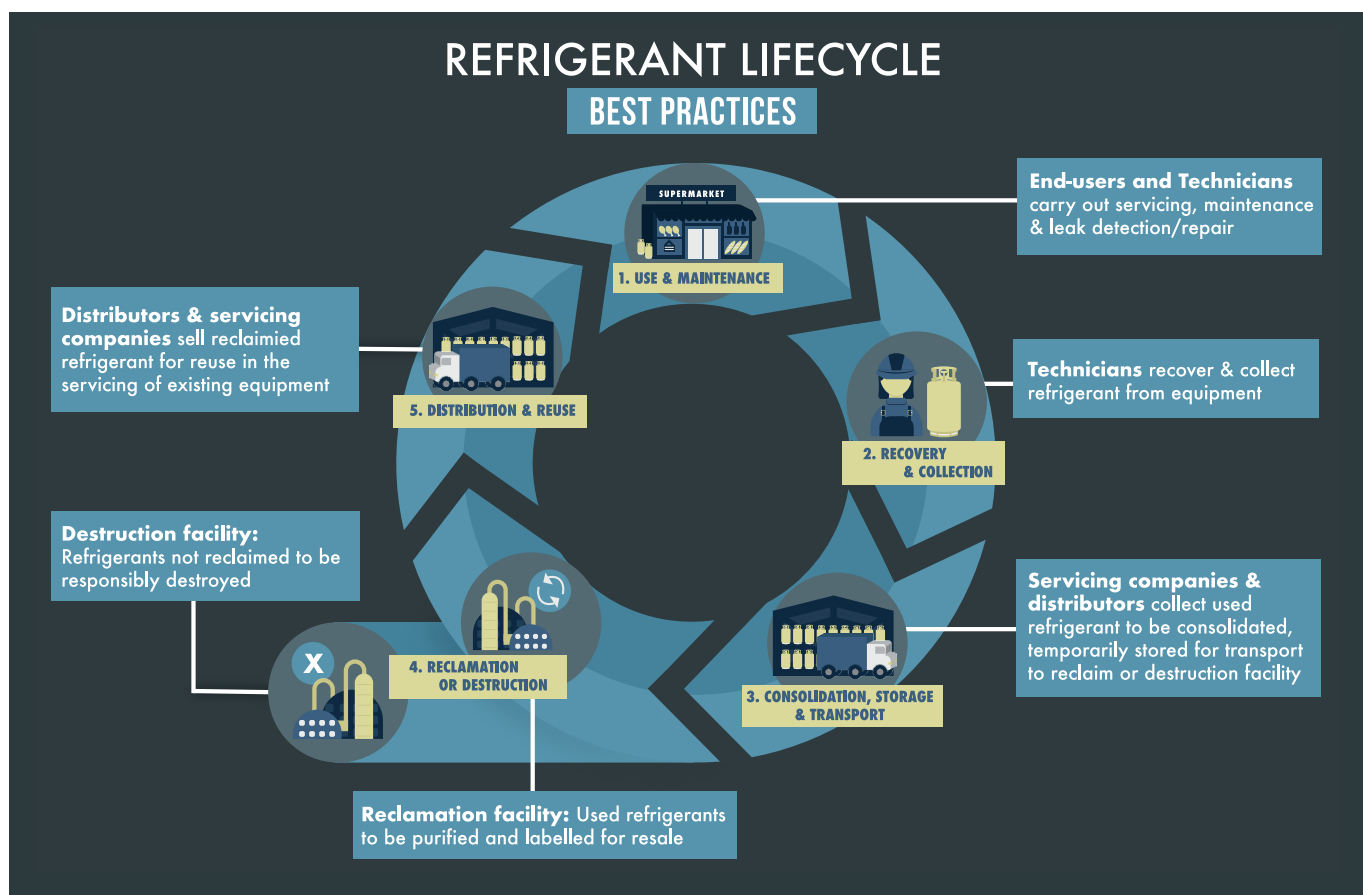 REFRIGERANT LIFECYCLE
BEST PRACTICES
SUPERMARKET
1. USE & MAINTENANCE
End-users and Technicians
carry out servicing, maintenance
& leak detection/repair
2. RECOVERY
& COLLECTION
Technicians recover & collect
refrigerant from equipment
3. CONSOLIDATION, STORAGE
& TRANSPORT
Servicing companies &
distributors collect used
refrigerant to be consolidated,
temporarily stored for transport
to reclaim or destruction facility
4. RECLAMATION
OR DESTRUCTION
Reclamation facility: Used refrigerants
to be purified and labelled for resale
X
Destruction facility:
Refrigerants not reclaimed to be
responsibly destroyed
5. DISTRIBUTION & REUSE
Distributors & servicing
companies sell reclaimied
refrigerant for reuse in the
servicing of existing equipment